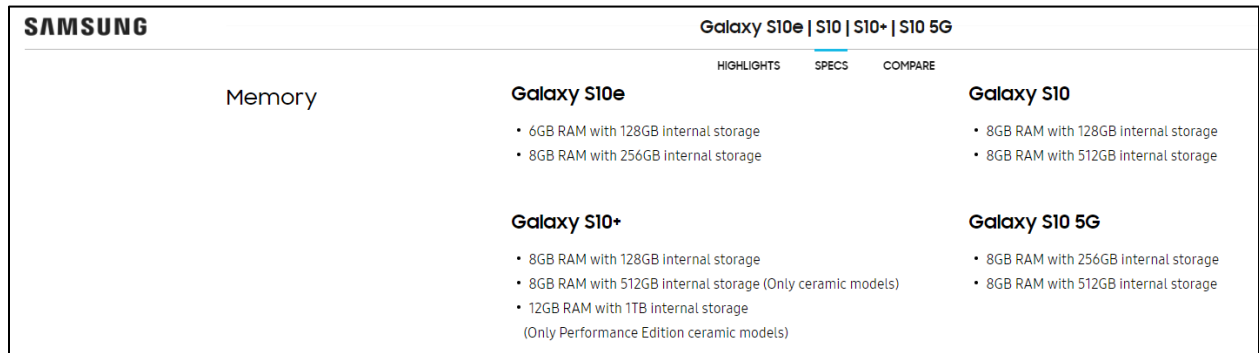 SAMSUNG
Galaxy S10e | S10 | S10+ | S10 5G
HIGHLIGHTS SPECS COMPARE
Memory
Galaxy S10e
• 6GB RAM with 128GB internal storage
• 8GB RAM with 256GB internal storage
Galaxy S10
• 8GB RAM with 128GB internal storage
• 8GB RAM with 512GB internal storage
Galaxy S10+
• 8GB RAM with 128GB internal storage
• 8GB RAM with 512GB internal storage (Only ceramic models)
• 12GB RAM with 1TB internal storage
(Only Performance Edition ceramic models)
Galaxy S10 5G
• 8GB RAM with 256GB internal storage
• 8GB RAM with 512GB internal storage